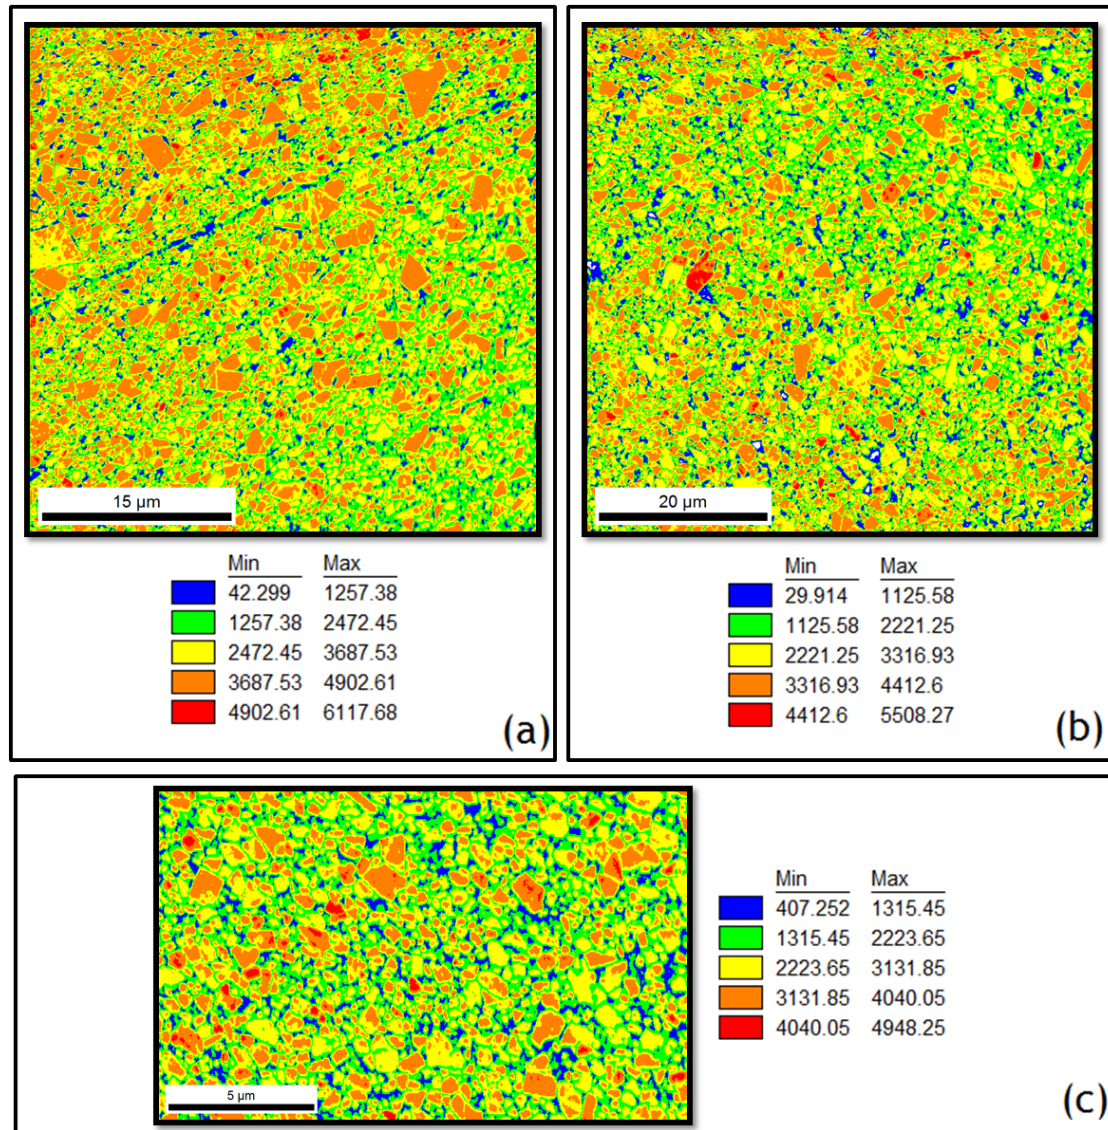 15 µm
Min Max
42.299 1257.38
1257.38 2472.45
2472.45 3687.53
3687.53 4902.61
4902.61 6117.68
(a)
20 µm
Min Max
29.914 1125.58
1125.58 2221.25
2221.25 3316.93
3316.93 4412.6
4412.6 5508.27
(b)
5 µm
Min Max
407.252 1315.45
1315.45 2223.65
2223.65 3131.85
3131.85 4040.05
4040.05 4948.25
(c)